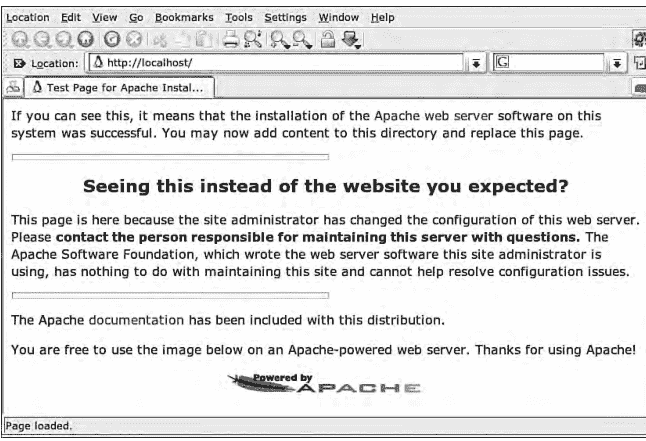 Location Edit View Go Bookmarks Tools Settings Window Help
Location: http://localhost/
G
Test Page for Apache Instal...
If you can see this, it means that the installation of the Apache web server software on this
system was successful. You may now add content to this directory and replace this page.
Seeing this instead of the website you expected?
This page is here because the site administrator has changed the configuration of this web server.
Please contact the person responsible for maintaining this server with questions. The
Apache Software Foundation, which wrote the web server software this site administrator is
using, has nothing to do with maintaining this site and cannot help resolve configuration issues.
The Apache documentation has been included with this distribution.
You are free to use the image below on an Apache-powered web server. Thanks for using Apache!
Powered by
APACHE
Page loaded.